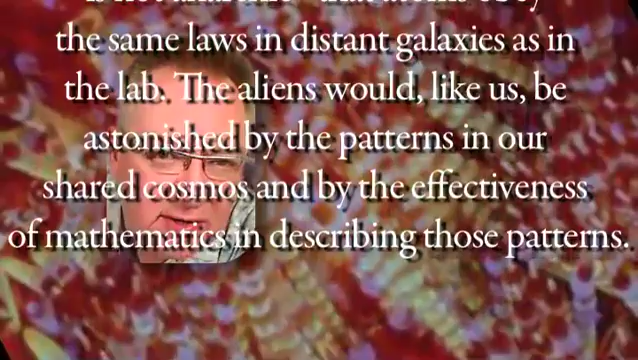 the same laws in distant galaxies as in
the lab. The aliens would, like us, be
astonished by the patterns in our
shared cosmos and by the effectiveness
of mathematics in describing those patterns.